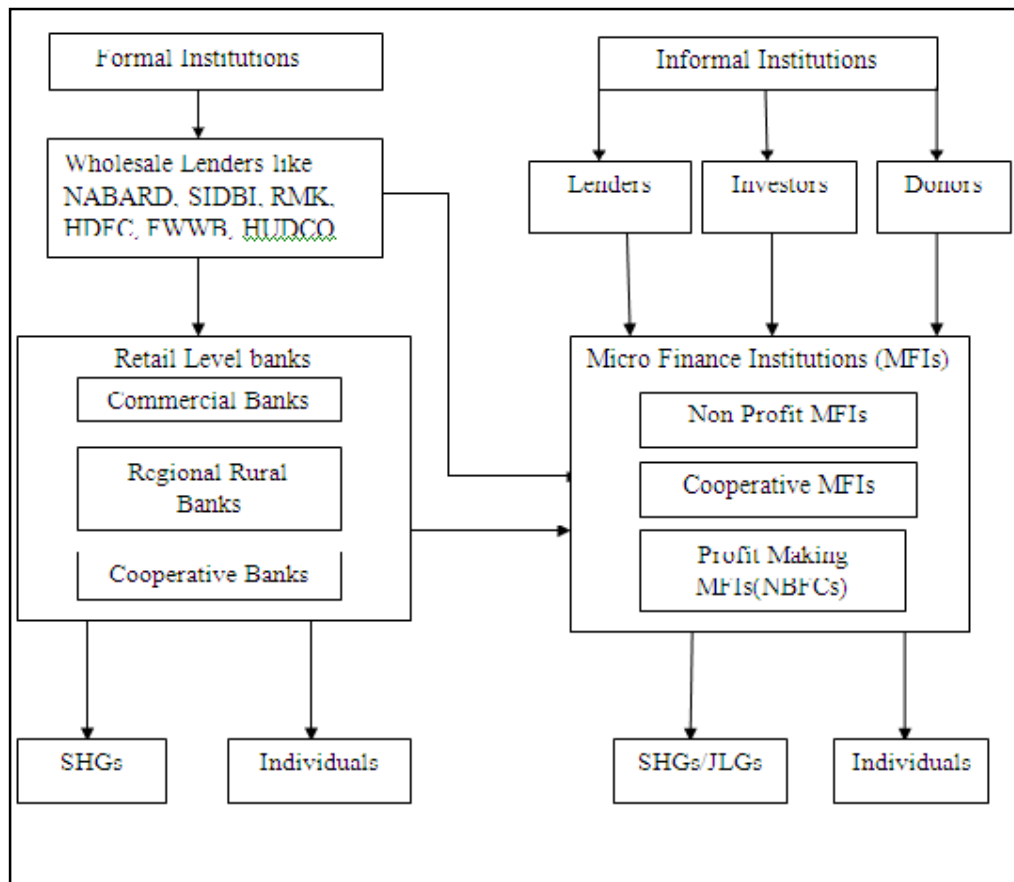 Formal Institutions
Informal Institutions
Wholesale Lenders like
NABARD, SIDBI, RMK,
HDFC, FWWB, HUDCO
Lenders
Investors
Donors
Retail Level banks
Commercial Banks
Regional Rural
Banks
Cooperative Banks
Micro Finance Institutions (MFIs)
Non Profit MFIs
Cooperative MFIs
Profit Making
MFIs(NBFCs)
SHGs
Individuals
SHGs/JLGs
Individuals